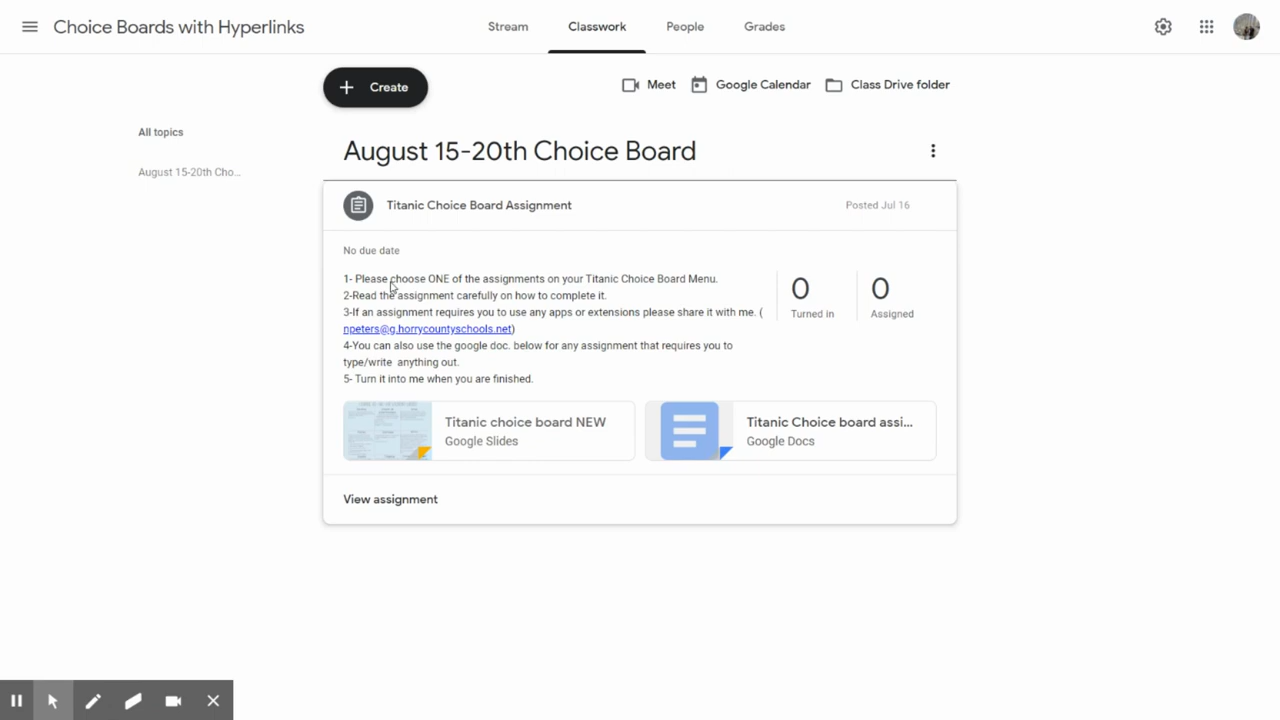 Choice Boards with Hyperlinks
Stream
Classwork
People
Grades
Create
Meet
Google Calendar
Class Drive folder
All topics
August 15-20th Cho...
August 15-20th Choice Board
Titanic Choice Board Assignment
Posted Jul 16
No due date
1- Please choose ONE of the assignments on your Titanic Choice Board Menu.
2-Read the assignment carefully on how to complete it.
3-If an assignment requires you to use any apps or extensions please share it with me. (
npeters@g.horrycountyschools.net)
4-You can also use the google doc. below for any assignment that requires you to
type/write anything out.
5- Turn it into me when you are finished.
0
Turned in
0
Assigned
Titanic choice board NEW
Google Slides
Titanic Choice board assi...
Google Docs
View assignment